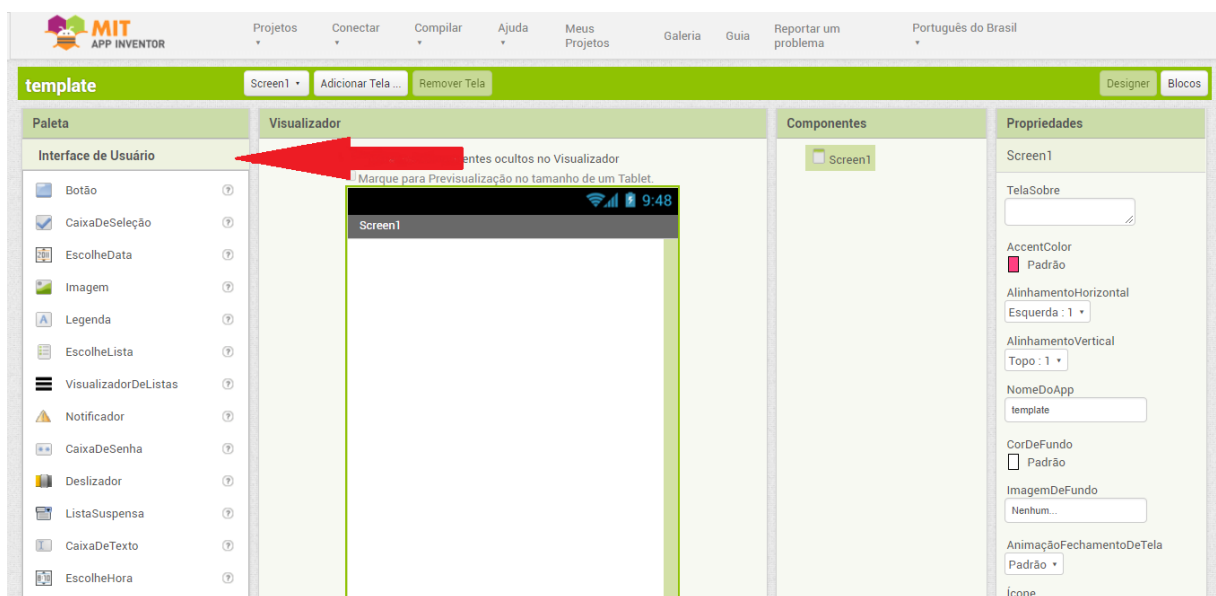 MIT
APP INVENTOR
Projetos
Conectar
Compilar
Ajuda
Meus
Projetos
Galeria
Guia
Reportar um
problema
Português do Brasil
template
Screen1
Adicionar Tela ...
Remover Tela
Designer
Blocos
Paleta
Interface de Usuário
Botão
?
CaixaDeSeleção
?
EscolheData
?
Imagem
?
A
Legenda
?
EscolheLista
?
VisualizadorDeListas
?
Notificador
?
CaixaDeSenha
?
Deslizador
?
ListaSuspensa
?
CaixaDeTexto
?
EscolheHora
?
Visualizador
ocultos no Visualizador
Marque para Previsualização no tamanho de um Tablet.
9:48
Screen1
Componentes
Screen1
Propriedades
Screen1
TelaSobre
AccentColor
Padrão
AlinhamentoHorizontal
Esquerda : 1
AlinhamentoVertical
Topo : 1
NomeDoApp
template
CorDeFundo
Padrão
ImagemDeFundo
Nenhum...
AnimaçãoFechamentoDeTela
Padrão
Ícone